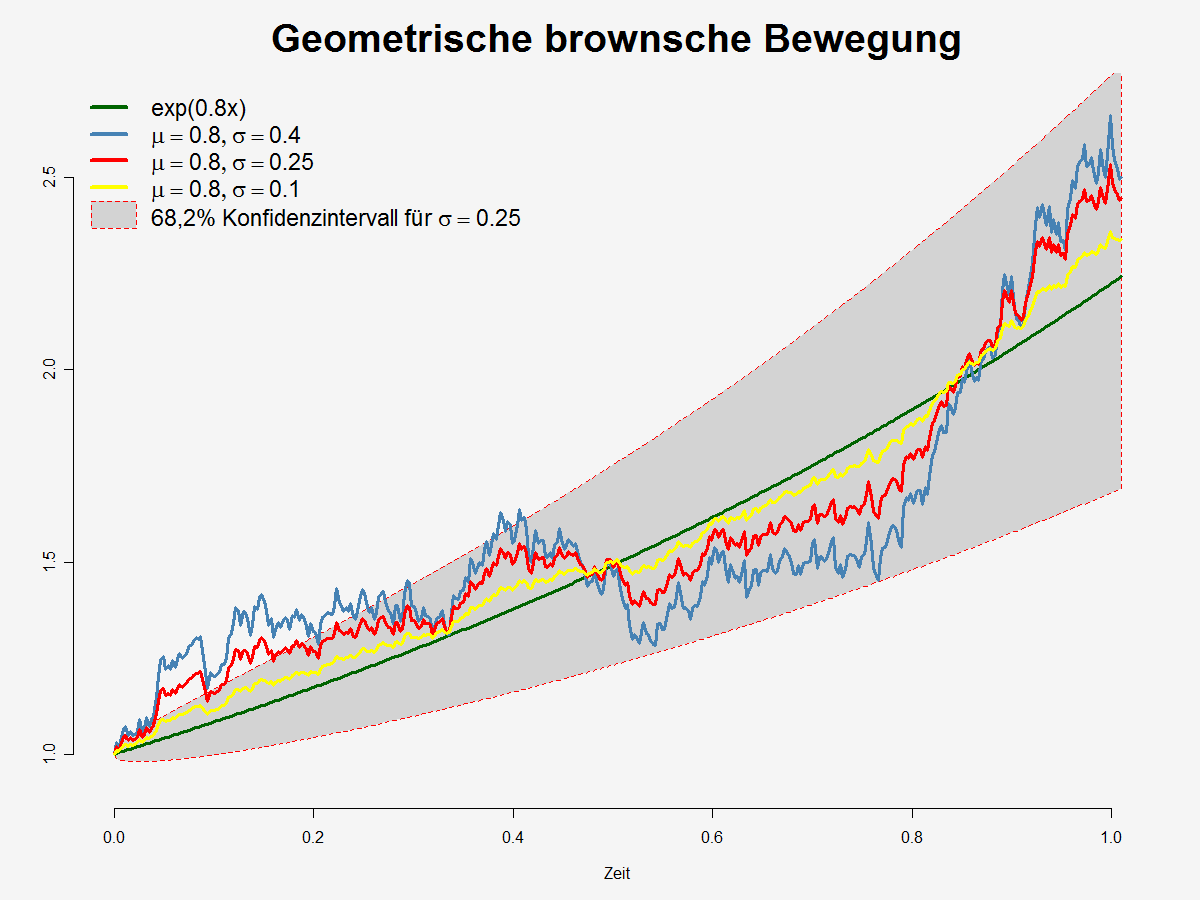 Geometrische brownsche Bewegung
exp(0.8x)
μ = 0.8, σ = 0.4
μ = 0.8, σ = 0.25
μ = 0.8, σ = 0.1
68,2% Konfidenzintervall für σ = 0.25
2.5
2.0
1.5
1.0
0.0 0.2 0.4 0.6 0.8 1.0
Zeit